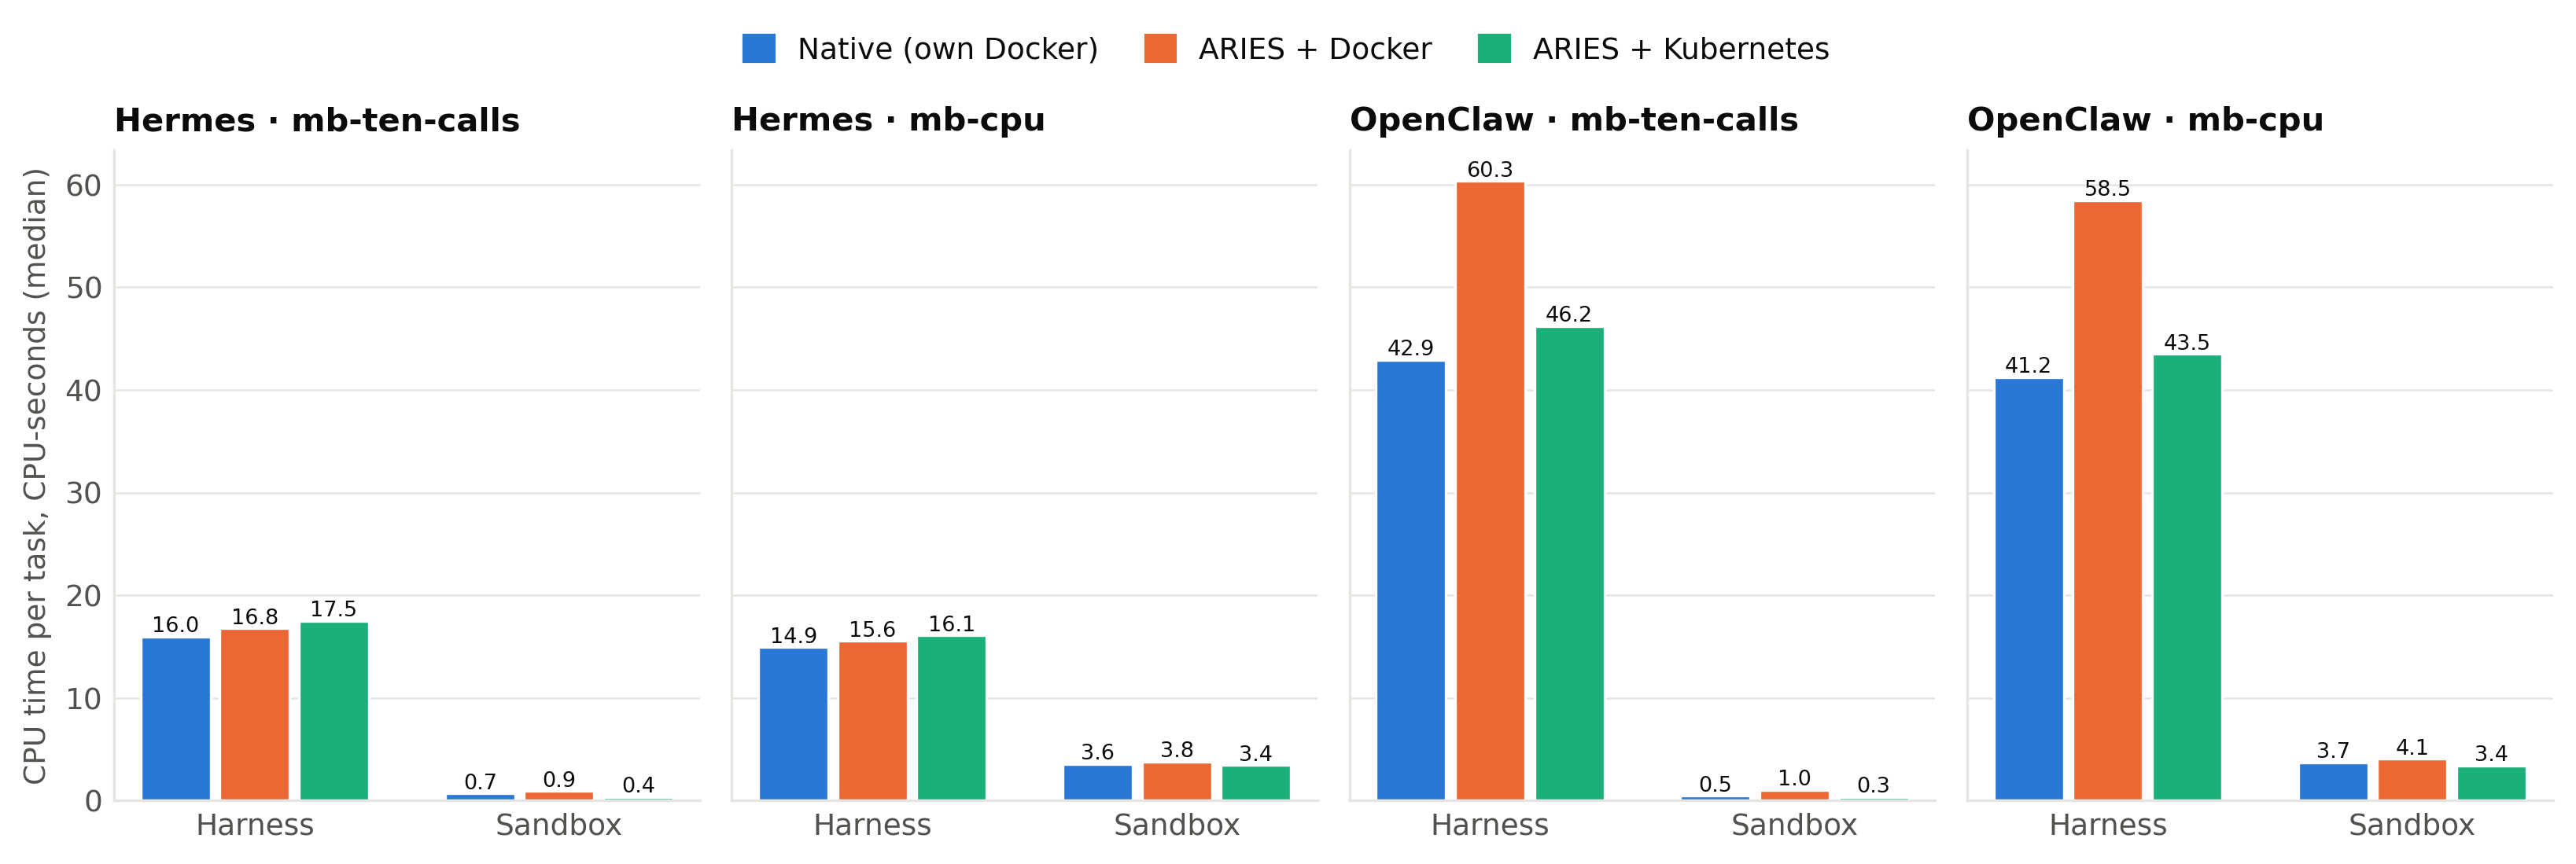 Native (own Docker) ARIES + Docker ARIES + Kubernetes
Hermes · mb-ten-calls
Hermes · mb-cpu
OpenClaw · mb-ten-calls
OpenClaw · mb-cpu
CPU time per task, CPU-seconds (median)
60
50
40
30
20
10
0
16.0 16.8 17.5
0.7 0.9 0.4
Harness Sandbox
14.9 15.6 16.1
3.6 3.8 3.4
Harness Sandbox
42.9 60.3 46.2
0.5 1.0 0.3
Harness Sandbox
41.2 58.5 43.5
3.7 4.1 3.4
Harness Sandbox